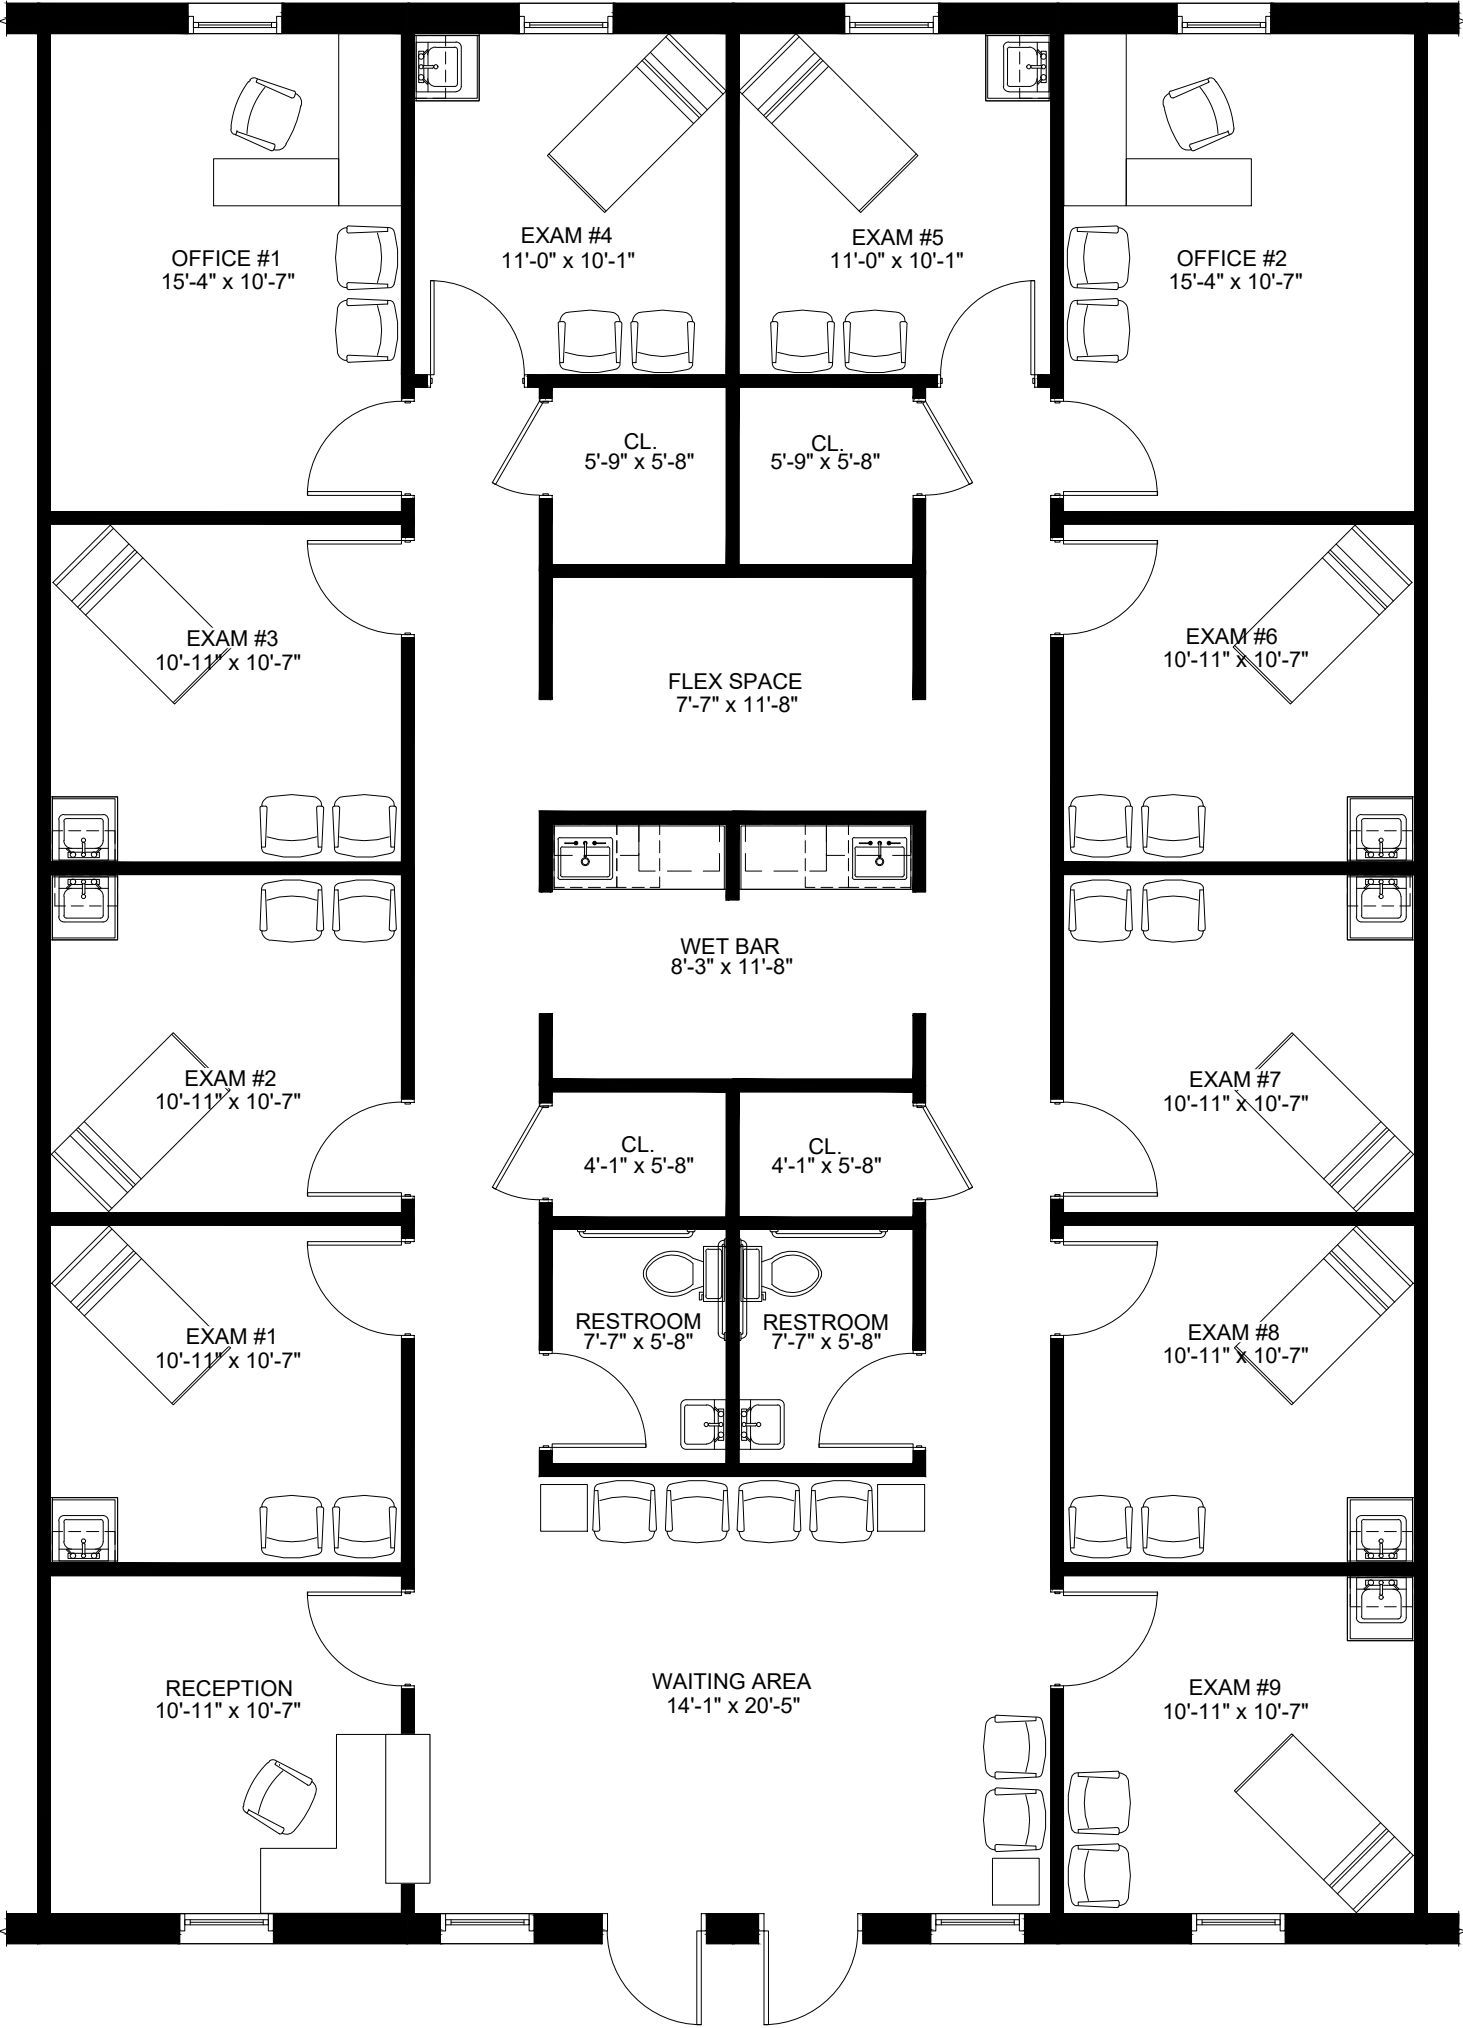 EXAM #4
11'-0" x 10'-1"
EXAM #5
11'-0" x 10'-1"
OFFICE #1
15'-4" x 10'-7"
OFFICE #2
15'-4" x 10'-7"
CL.
5'-9" x 5'-8"
CL.
5'-9" x 5'-8"
EXAM #3
10'-11" x 10'-7"
EXAM #6
10'-11" x 10'-7"
FLEX SPACE
7'-7" x 11'-8"
WET BAR
8'-3" x 11'-8"
EXAM #2
10'-11" x 10'-7"
EXAM #7
10'-11" x 10'-7"
CL.
4'-1" x 5'-8"
CL.
4'-1" x 5'-8"
RESTROOM
7'-7" x 5'-8"
RESTROOM
7'-7" x 5'-8"
EXAM #1
10'-11" x 10'-7"
EXAM #8
10'-11" x 10'-7"
RECEPTION
10'-11" x 10'-7"
WAITING AREA
14'-1" x 20'-5"
EXAM #9
10'-11" x 10'-7"